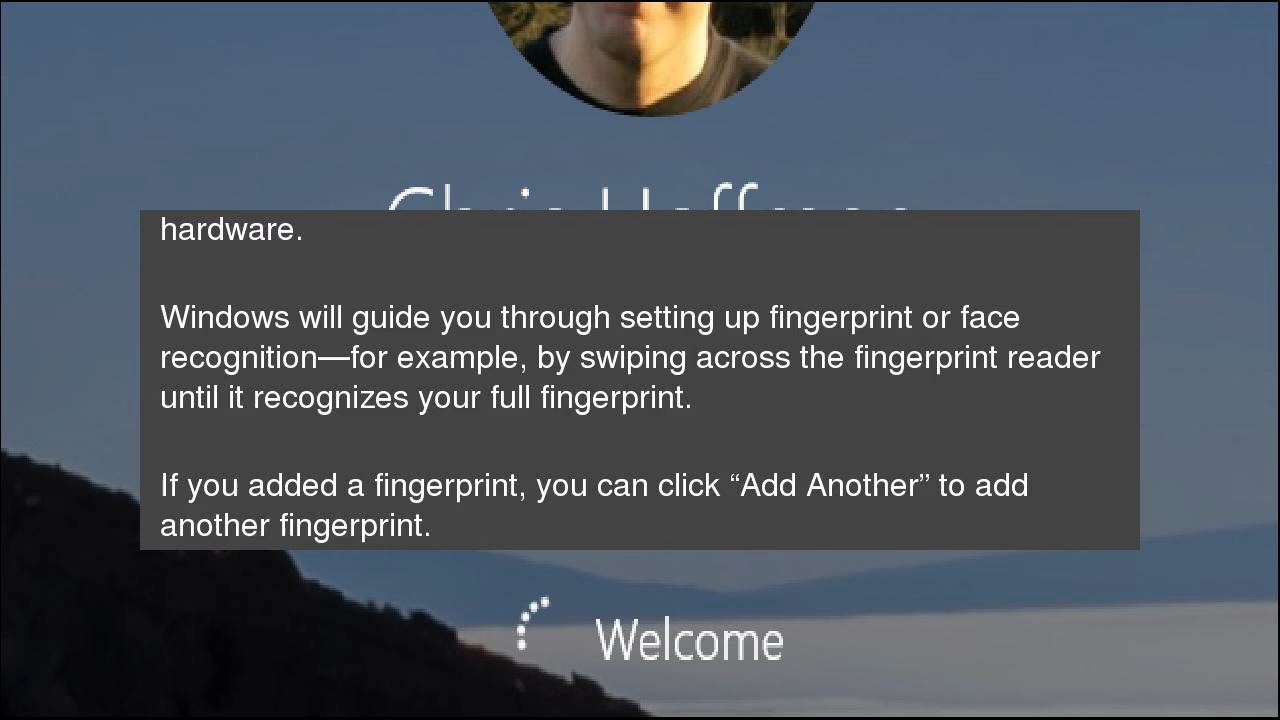 Chris Hoffman
hardware.
Windows will guide you through setting up fingerprint or face
recognition—for example, by swiping across the fingerprint reader
until it recognizes your full fingerprint.
If you added a fingerprint, you can click “Add Another” to add
another fingerprint.
Welcome